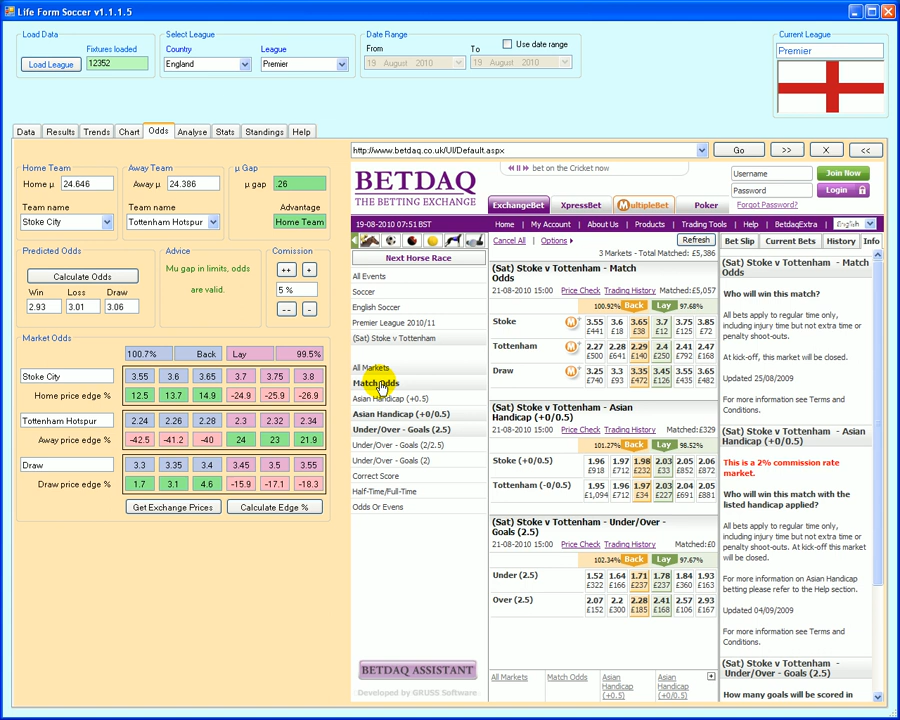 Life Form Soccer v1.1.1.5
Load Data
Fixtures loaded
Load League
12352
Select League
Country
League
England
Premier
Date Range
From
To
Use date range
19 August 2010
19 August 2010
Current League
Premier
Data Results Trends Chart Odds Analyse Stats Standings Help
http://www.betdaq.co.uk/UI/Default.aspx
Go >> X <<
Home Team
Home µ 24.646
Team name
Stoke City
Away Team
Away µ 24.386
Team name
Tottenham Hotspur
µ Gap
µ gap .26
Advantage
Home Team
Predicted Odds
Calculate Odds
Win Loss Draw
2.93 3.01 3.06
Advice
Mu gap in limits, odds
are valid.
Comission
++ +
5 %
-- -
Market Odds
100.7% Back Lay 99.5%
Stoke City 3.55 3.6 3.65 3.7 3.75 3.8
Home price edge % 12.5 13.7 14.9 -24.9 -25.9 -26.9
Tottenham Hotspur 2.24 2.26 2.28 2.3 2.32 2.34
Away price edge % -42.5 -41.2 -40 24 23 21.9
Draw 3.3 3.35 3.4 3.45 3.5 3.55
Draw price edge % 1.7 3.1 4.6 -15.9 -17.1 -18.3
Get Exchange Prices Calculate Edge %
BETDAQ
THE BETTING EXCHANGE
bet on the Cricket now
Username
Password
Forgot Password?
Join Now
Login
ExchangeBet XpressBet MultipleBet Poker
19-08-2010 07:51 BST
Home | My Account | About Us | Products | Trading Tools | Help | BetdaqExtra English
Next Horse Race
All Events
Soccer
English Soccer
Premier League 2010/11
(Sat) Stoke v Tottenham
All Markets
Match Odds
Asian Handicap (+0.5)
Asian Handicap (+0/0.5)
Under/Over - Goals (2.5)
Under/Over - Goals (2/2.5)
Under/Over - Goals (2)
Correct Score
Half-Time/Full-Time
Odds Or Evens
BETDAQ ASSISTANT
Developed by GRUSS Software
Cancel All Options Refresh
3 Markets - Total Matched: £5,386
(Sat) Stoke v Tottenham - Match
Odds
21-08-2010 15:00 Price Check Trading History Matched:£5,057
100.92% Back Lay 97.68%
Stoke 3.55 3.6 3.65 3.7 3.75 3.85
£441 £18 £38 £12 £125 £72
Tottenham 2.27 2.28 2.29 2.4 2.41 2.47
£500 £641 £28 £250 £792 £168
Draw 3.25 3.3 3.35 3.45 3.55 3.6
£740 £93 £472 £126 £435 £482
(Sat) Stoke v Tottenham - Asian
Handicap (+0/0.5)
21-08-2010 15:00 Price Check Trading History Matched:£329
101.27% Back Lay 98.52%
Stoke (+0/0.5) 1.96 1.97 1.98 2.03 2.05 2.06
£918 £712 £232 £33 £852 £872
Tottenham (-0/0.5) 1.95 1.96 1.97 2.03 2.04 2.05
£1,094 £712 £34 £227 £691 £881
(Sat) Stoke v Tottenham - Under/Over -
Goals (2.5)
21-08-2010 15:00 Price Check Trading History Matched:£0
102.34% Back Lay 97.67%
Under (2.5) 1.52 1.64 1.71 1.78 1.84 1.93
£322 £166 £237 £237 £360 £163
Over (2.5) 2.07 2.2 2.28 2.41 2.57 2.93
£152 £300 £185 £168 £106 £167
All Markets Match Odds Asian Handicap (+0.5) Asian Handicap (+0/0.5)
Bet Slip Current Bets History Info
(Sat) Stoke v Tottenham - Match
Odds
Who will win this match?
All bets apply to regular time only,
including injury time but not extra time or
penalty shoot-outs.
At kick-off, this market will be closed.
Updated 25/08/2009
For more information see Terms and
Conditions.
(Sat) Stoke v Tottenham - Asian
Handicap (+0/0.5)
This is a 2% commission rate
market.
Who will win this match with the
listed handicap applied?
All bets apply to regular time only,
including injury time but not extra time or
penalty shoot-outs. At kick-off this market
will be closed.
For more information on Asian Handicap
betting please refer to the Help section.
Updated 04/09/2009
For more information see Terms and
Conditions.
(Sat) Stoke v Tottenham -
Under/Over - Goals (2.5)
How many goals will be scored in